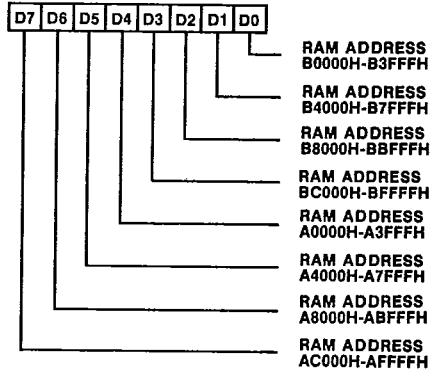 D7 D6 D5 D4 D3 D2 D1 D0
RAM ADDRESS
B0000H-B3FFFH
RAM ADDRESS
B4000H-B7FFFH
RAM ADDRESS
B8000H-BBFFFH
RAM ADDRESS
BC000H-BFFFFH
RAM ADDRESS
A0000H-A3FFFH
RAM ADDRESS
A4000H-A7FFFH
RAM ADDRESS
A8000H-ABFFFH
RAM ADDRESS
AC000H-AFFFFH